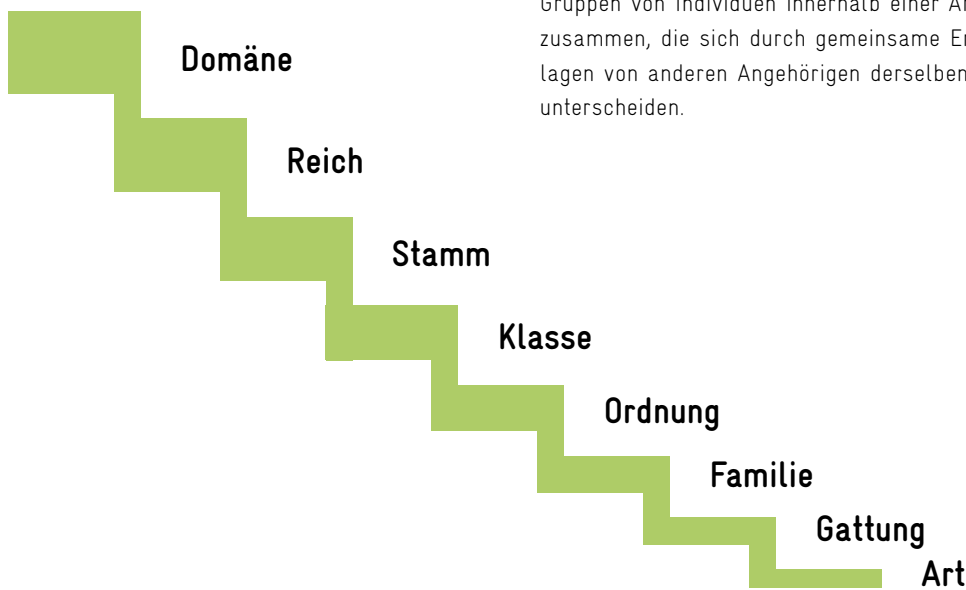 Gruppen von Individuen innerhalb einer
zusammen, die sich durch gemeinsame
lagen von anderen Angehörigen derselben
unterscheiden.
Domäne
Reich
Stamm
Klasse
Ordnung
Familie
Gattung
Art